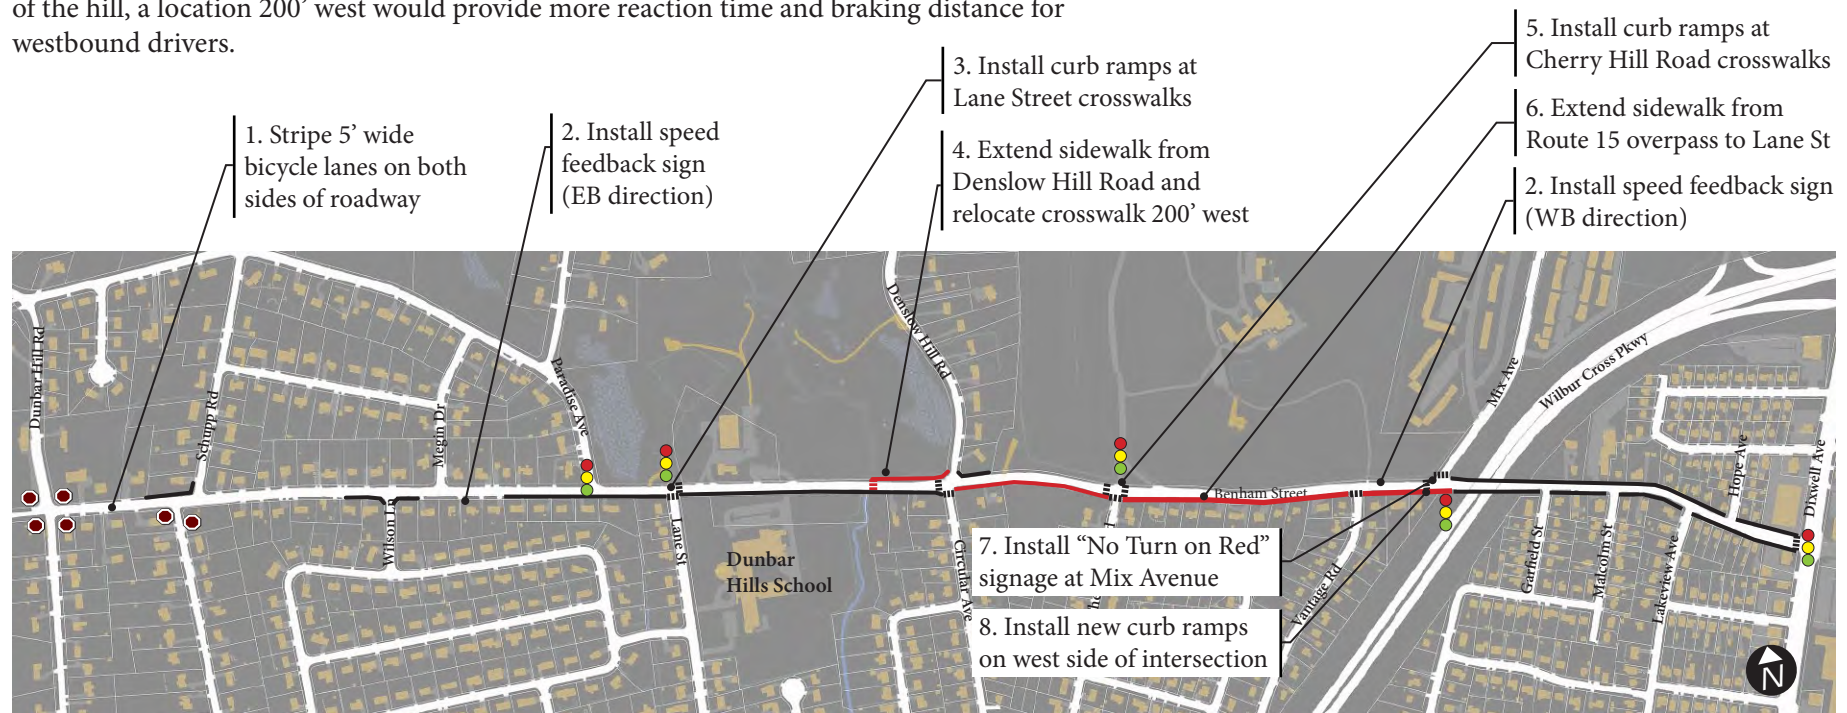 of the hill, a location 200’ west would provide more reaction time and braking distance for
westbound drivers.
1. Stripe 5’ wide
bicycle lanes on both
sides of roadway
2. Install speed
feedback sign
(EB direction)
3. Install curb ramps at
Lane Street crosswalks
4. Extend sidewalk from
Denslow Hill Road and
relocate crosswalk 200’ west
5. Install curb ramps at
Cherry Hill Road crosswalks
6. Extend sidewalk from
Route 15 overpass to Lane St
2. Install speed feedback sign
(WB direction)
Dunbar Hill Rd
Schupp Rd
Megin Dr
Paradise Ave
Denslow Hill Rd
Mix Ave
Wilbur Cross Pkwy
Hope Ave
Dixwell Ave
Benham Street
Wilson Ln
Lane St
Dunbar
Hills School
Circular Ave
7. Install “No Turn on Red”
signage at Mix Avenue
8. Install new curb ramps
on west side of intersection
Vantage Rd
Garfield St
Malcolm St
Lakeview Ave
N